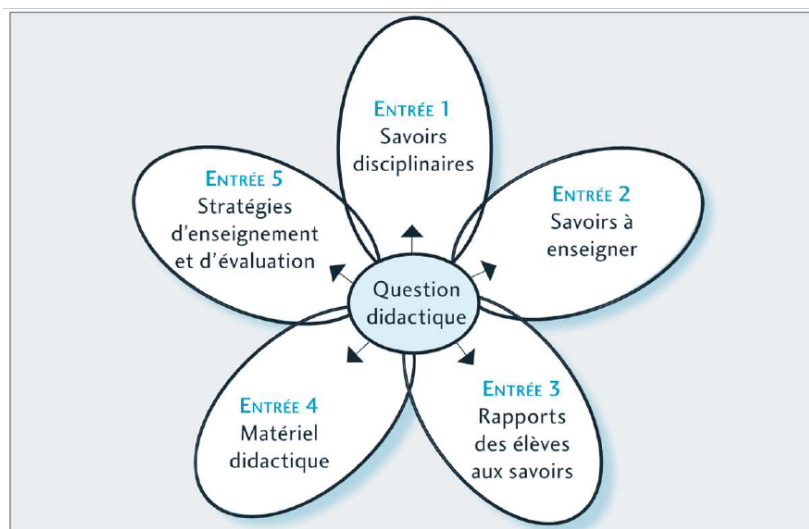 ENTRÉE 1
Savoirs
disciplinaires
ENTRÉE 2
Savoirs à
enseigner
ENTRÉE 3
Rapports
des élèves
aux savoirs
ENTRÉE 4
Matériel
didactique
ENTRÉE 5
Stratégies
d'enseignement
et d'évaluation
Question
didactique